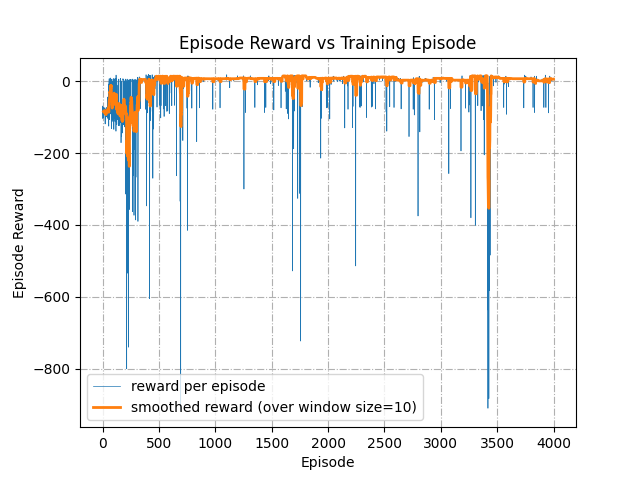 Episode Reward vs Training Episode
0
−200
−400
−600
−800
Episode Reward
reward per episode
smoothed reward (over window size=10)
0 500 1000 1500 2000 2500 3000 3500 4000
Episode